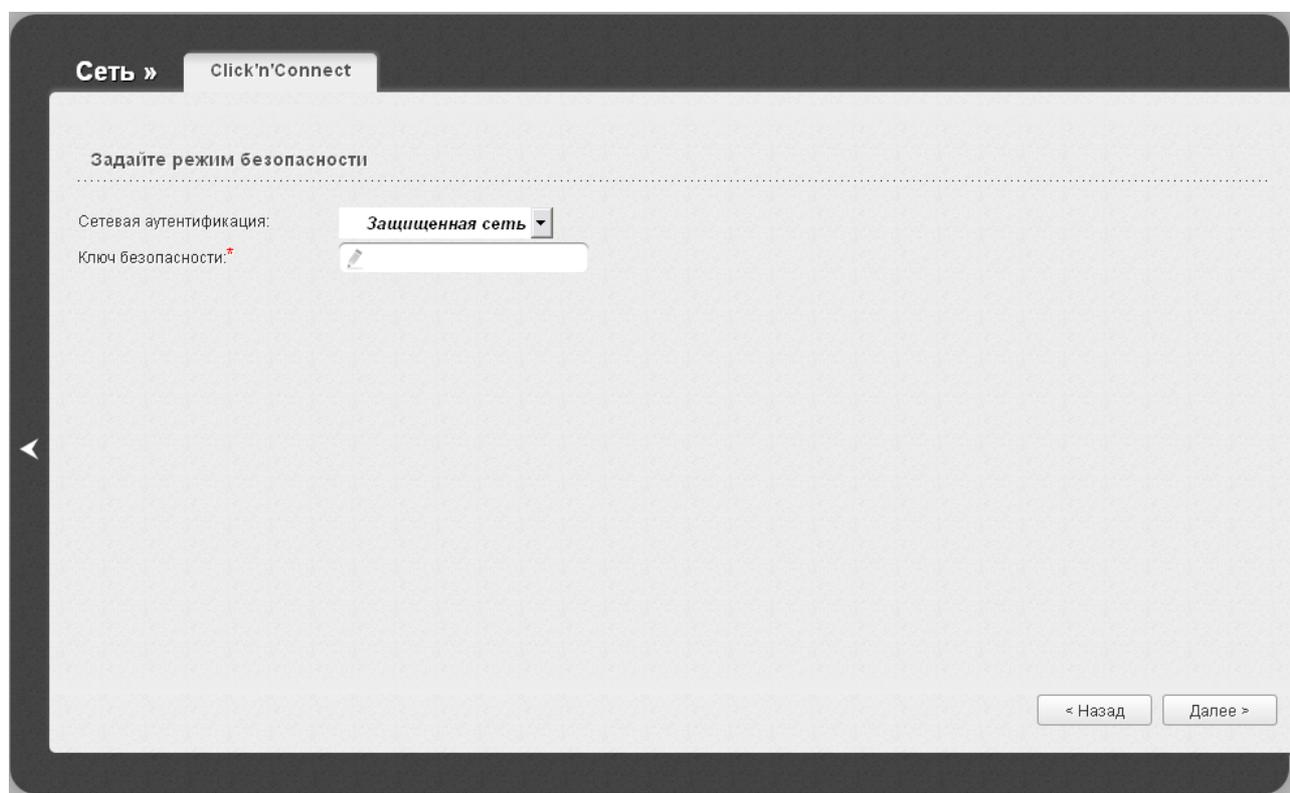 Сеть »
Click'n'Connect
Задайте режим безопасности
Сетевая аутентификация: Защищенная сеть
Ключ безопасности:*
< Назад
Далее >